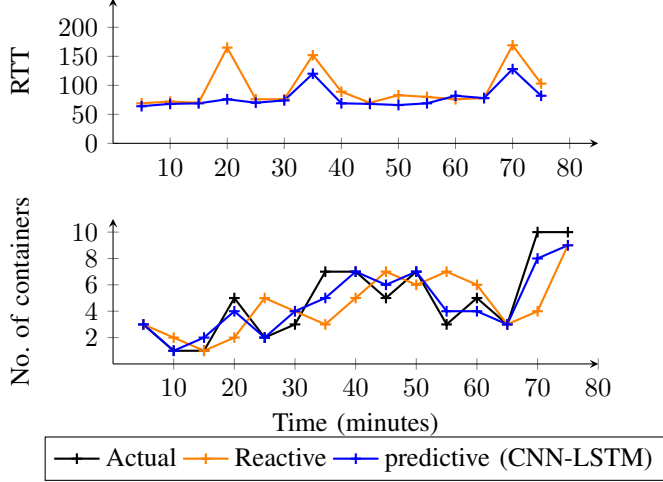 200
150
100
50
0
RTT
10 20 30 40 50 60 70 80
10
8
6
4
2
No. of containers
10 20 30 40 50 60 70 80
Time (minutes)
Actual Reactive predictive (CNN-LSTM)